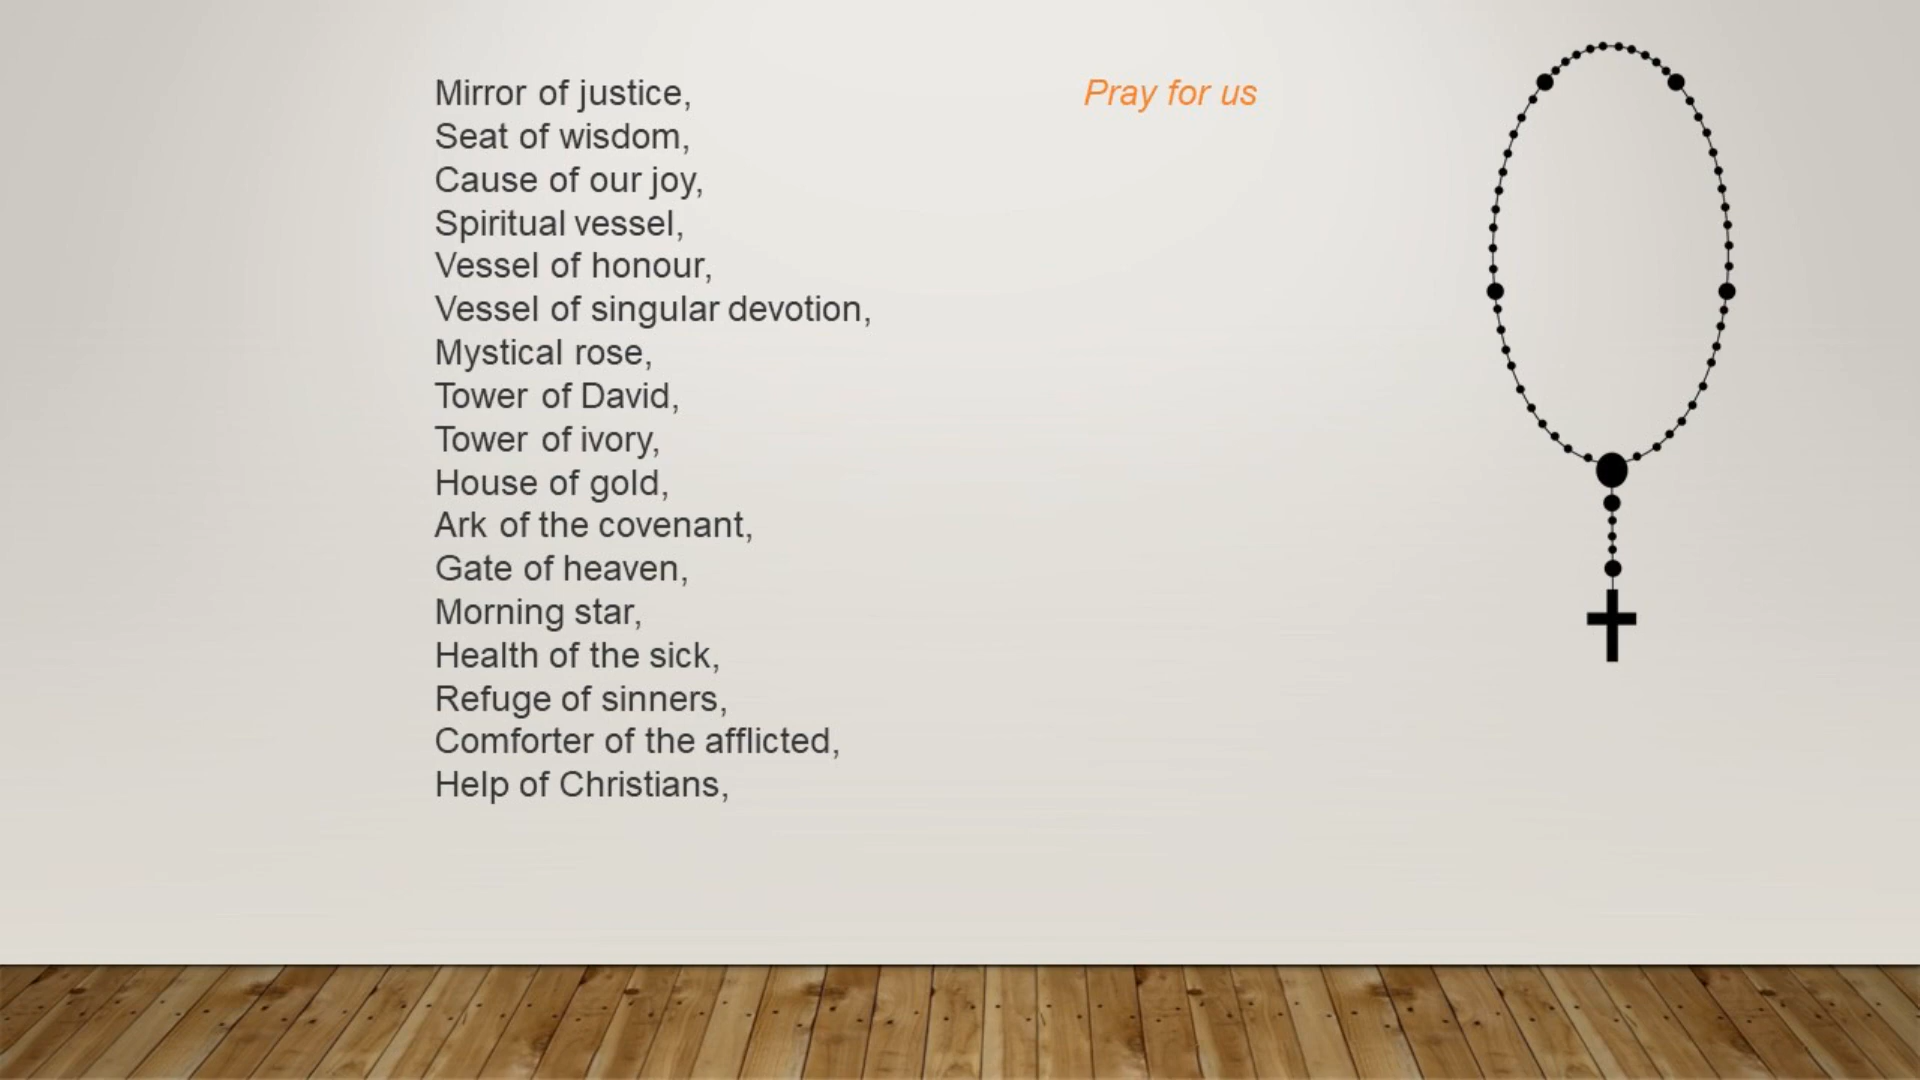 Mirror of justice, Pray for us
Seat of wisdom,
Cause of our joy,
Spiritual vessel,
Vessel of honour,
Vessel of singular devotion,
Mystical rose,
Tower of David,
Tower of ivory,
House of gold,
Ark of the covenant,
Gate of heaven,
Morning star,
Health of the sick,
Refuge of sinners,
Comforter of the afflicted,
Help of Christians,